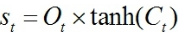 s_t = O_t × tanh(C_t)